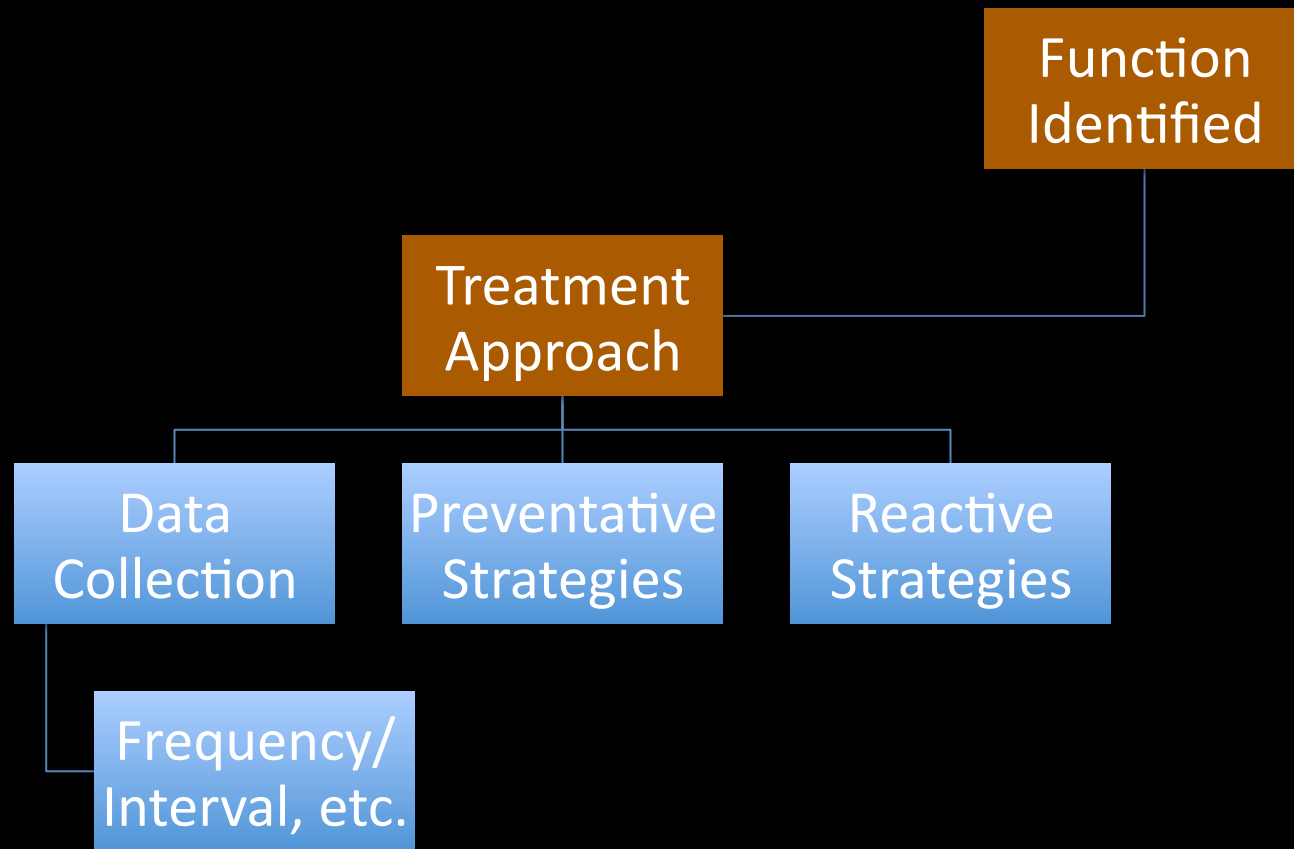 Function
Identified
Treatment
Approach
Data
Collection
Preventative
Strategies
Reactive
Strategies
Frequency/
Interval, etc.